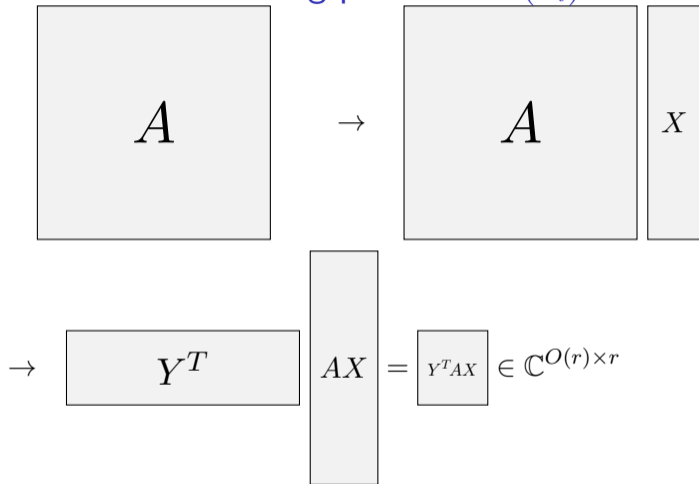 A → A X
→ Y^T AX = Y^T AX ∈ ℂ^{O(r)×r}